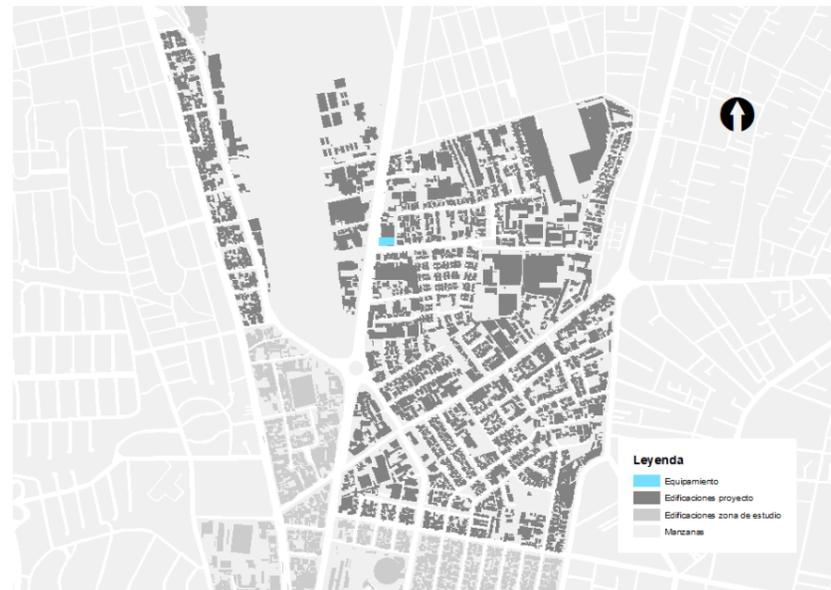 Leyenda
Equipamiento
Edificaciones proyecto
Edificaciones zona de estudio
Manzanas